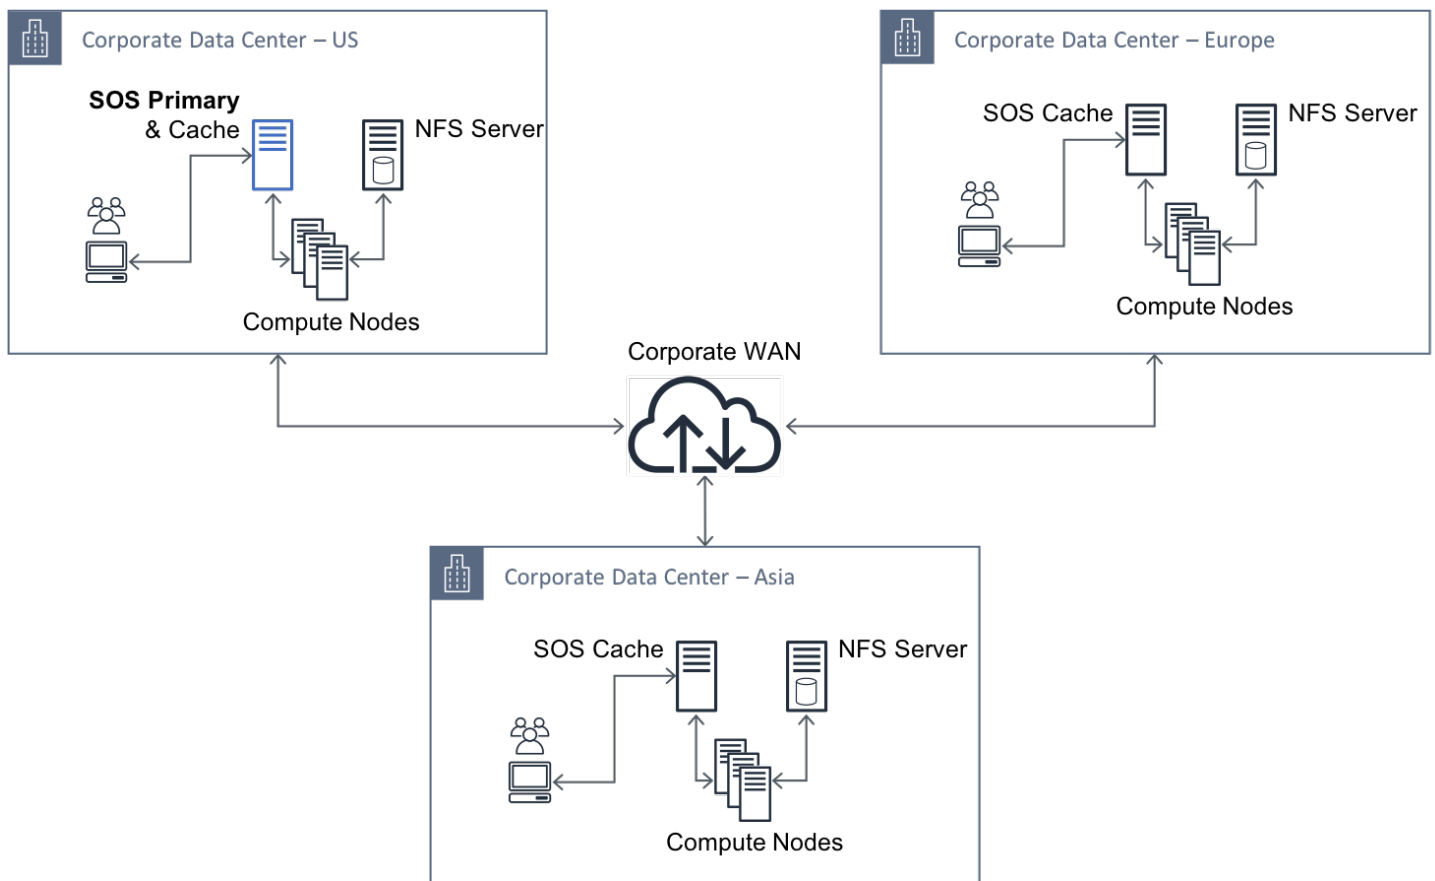 Corporate Data Center – US
SOS Primary
& Cache
NFS Server
Compute Nodes
Corporate Data Center – Europe
SOS Cache
NFS Server
Compute Nodes
Corporate WAN
Corporate Data Center – Asia
SOS Cache
NFS Server
Compute Nodes